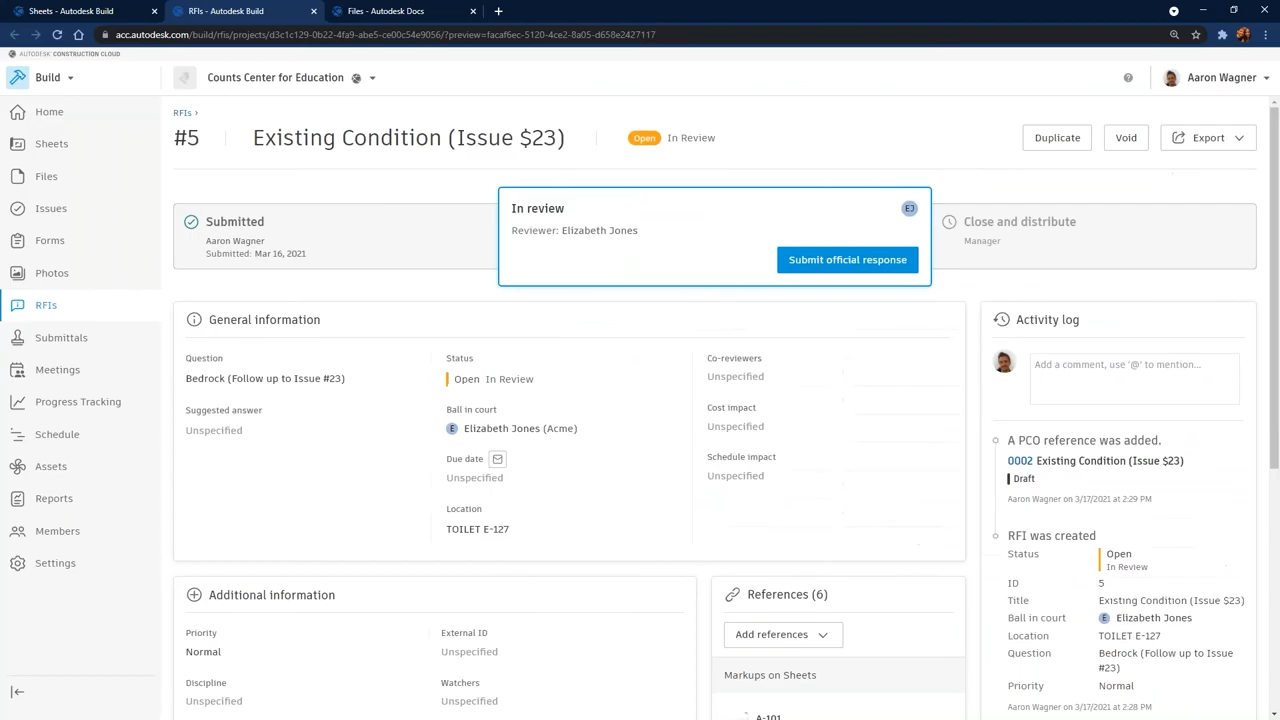 Sheets - Autodesk Build
RFIs - Autodesk Build
Files - Autodesk Docs
acc.autodesk.com/build/rfis/projects/d3c1c129-0b22-4fa9-abe5-ce00c54e9056/?preview=facaf6ec-5120-4ce2-8a05-d658e2427117
AUTODESK CONSTRUCTION CLOUD
Build
Counts Center for Education
Aaron Wagner
Home
Sheets
Files
Issues
Forms
Photos
RFIs
Submittals
Meetings
Progress Tracking
Schedule
Assets
Reports
Members
Settings
RFIs ›
#5
Existing Condition (Issue $23)
Open In Review
Duplicate
Void
Export
Submitted
Aaron Wagner
Submitted: Mar 16, 2021
In review
EJ
Reviewer: Elizabeth Jones
Submit official response
Close and distribute
Manager
General information
Question
Bedrock (Follow up to Issue #23)
Suggested answer
Unspecified
Status
Open In Review
Ball in court
E Elizabeth Jones (Acme)
Due date
Unspecified
Location
TOILET E-127
Co-reviewers
Unspecified
Cost impact
Unspecified
Schedule impact
Unspecified
Additional information
Priority
Normal
Discipline
Unspecified
External ID
Unspecified
Watchers
Unspecified
References (6)
Add references
Markups on Sheets
A-101
Activity log
Add a comment, use '@' to mention...
A PCO reference was added.
0002 Existing Condition (Issue $23)
Draft
Aaron Wagner on 3/17/2021 at 2:29 PM
RFI was created
Status Open
In Review
ID 5
Title Existing Condition (Issue $23)
Ball in court E Elizabeth Jones
Location TOILET E-127
Question Bedrock (Follow up to Issue
#23)
Priority Normal
Aaron Wagner on 3/17/2021 at 2:28 PM